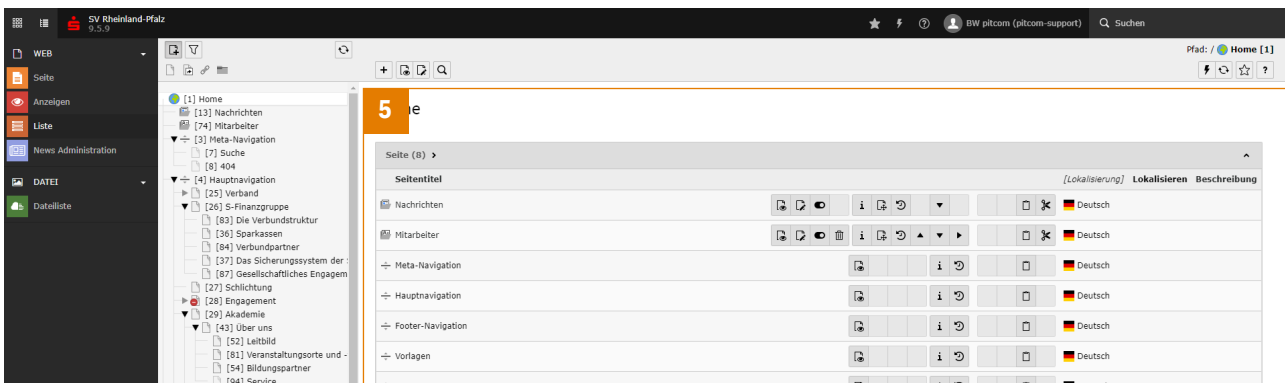 SV Rheinland-Pfalz
9.5.9
BW pitcom (pitcom-support)
Suchen
WEB
Seite
Anzeigen
Liste
News Administration
DATEI
Dateiliste
[1] Home
[13] Nachrichten
[74] Mitarbeiter
[3] Meta-Navigation
[7] Suche
[8] 404
[4] Hauptnavigation
[25] Verband
[26] S-Finanzgruppe
[83] Die Verbundstruktur
[36] Sparkassen
[84] Verbundpartner
[37] Das Sicherungssystem der
[87] Gesellschaftliches Engagem
[27] Schlichtung
[28] Engagement
[29] Akademie
[43] Über uns
[52] Leitbild
[81] Veranstaltungsorte und -
[54] Bildungspartner
[94] Service
Pfad: / Home [1]
5
me
Seite (8)
Seitentitel [Lokalisierung] Lokalisieren Beschreibung
Nachrichten Deutsch
Mitarbeiter Deutsch
Meta-Navigation Deutsch
Hauptnavigation Deutsch
Footer-Navigation Deutsch
Vorlagen Deutsch